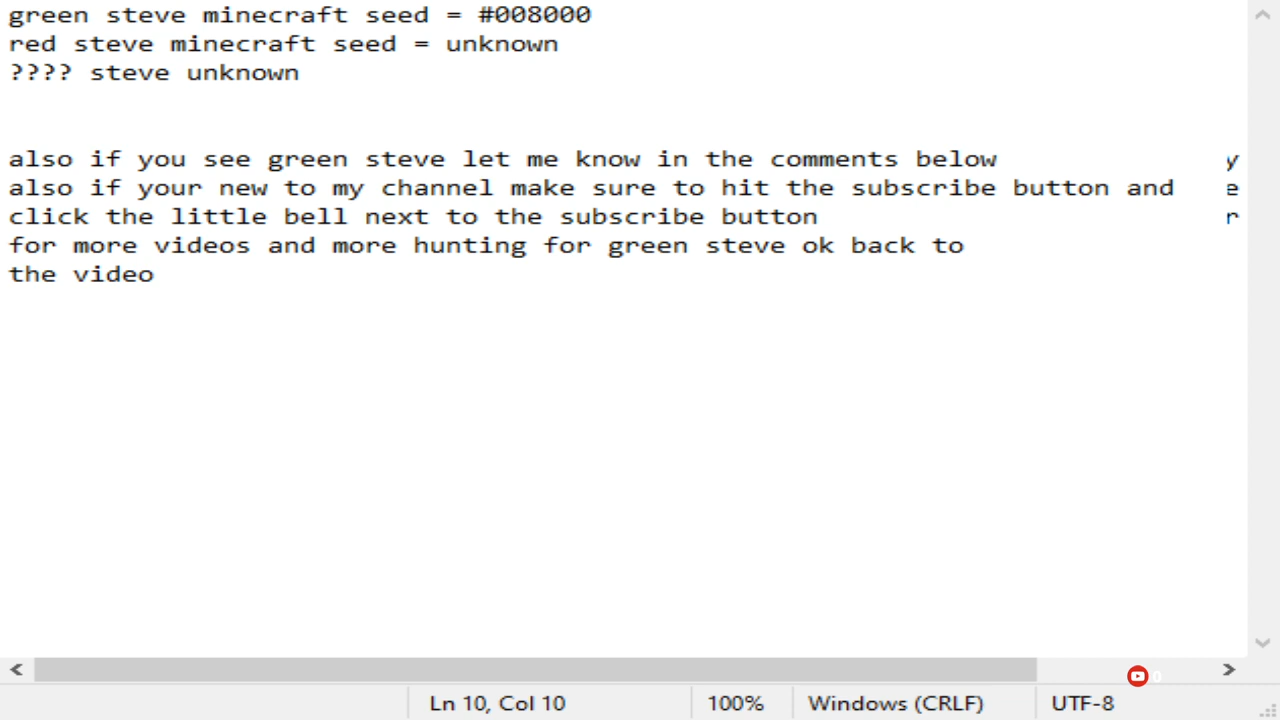 green steve minecraft seed = #008000
red steve minecraft seed = unknown
???? steve unknown
also if you see green steve let me know in the comments below
y
also if your new to my channel make sure to hit the subscribe button and
e
click the little bell next to the subscribe button
r
for more videos and more hunting for green steve ok back to
the video
0
Ln 10, Col 10
100%
Windows (CRLF)
UTF-8